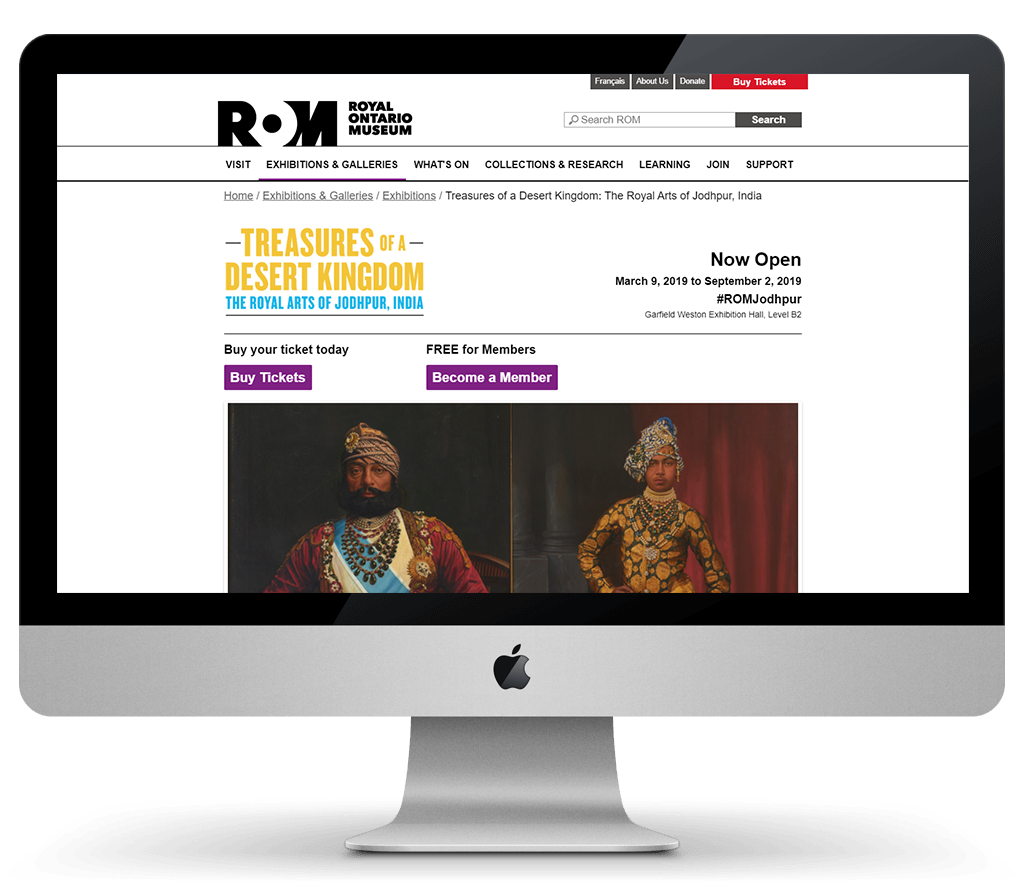 Français About Us Donate Buy Tickets
ROM ROYAL
ONTARIO
MUSEUM
Search ROM Search
VISIT EXHIBITIONS & GALLERIES WHAT'S ON COLLECTIONS & RESEARCH LEARNING JOIN SUPPORT
Home / Exhibitions & Galleries / Exhibitions / Treasures of a Desert Kingdom: The Royal Arts of Jodhpur, India
—TREASURES OF A—
DESERT KINGDOM
THE ROYAL ARTS OF JODHPUR, INDIA
Now Open
March 9, 2019 to September 2, 2019
#ROMJodhpur
Garfield Weston Exhibition Hall, Level B2
Buy your ticket today
Buy Tickets
FREE for Members
Become a Member